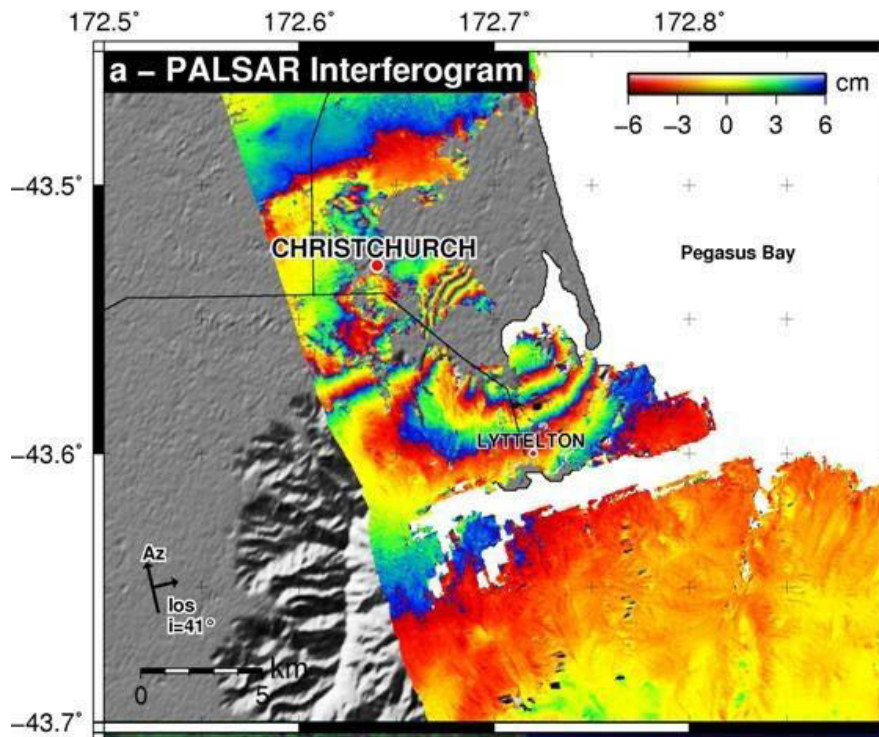 172.5° 172.6° 172.7° 172.8°
a – PALSAR Interferogram
cm
−6 −3 0 3 6
−43.5°
CHRISTCHURCH
Pegasus Bay
−43.6°
LYTTELTON
Az
los
i=41°
km
0 5
−43.7°